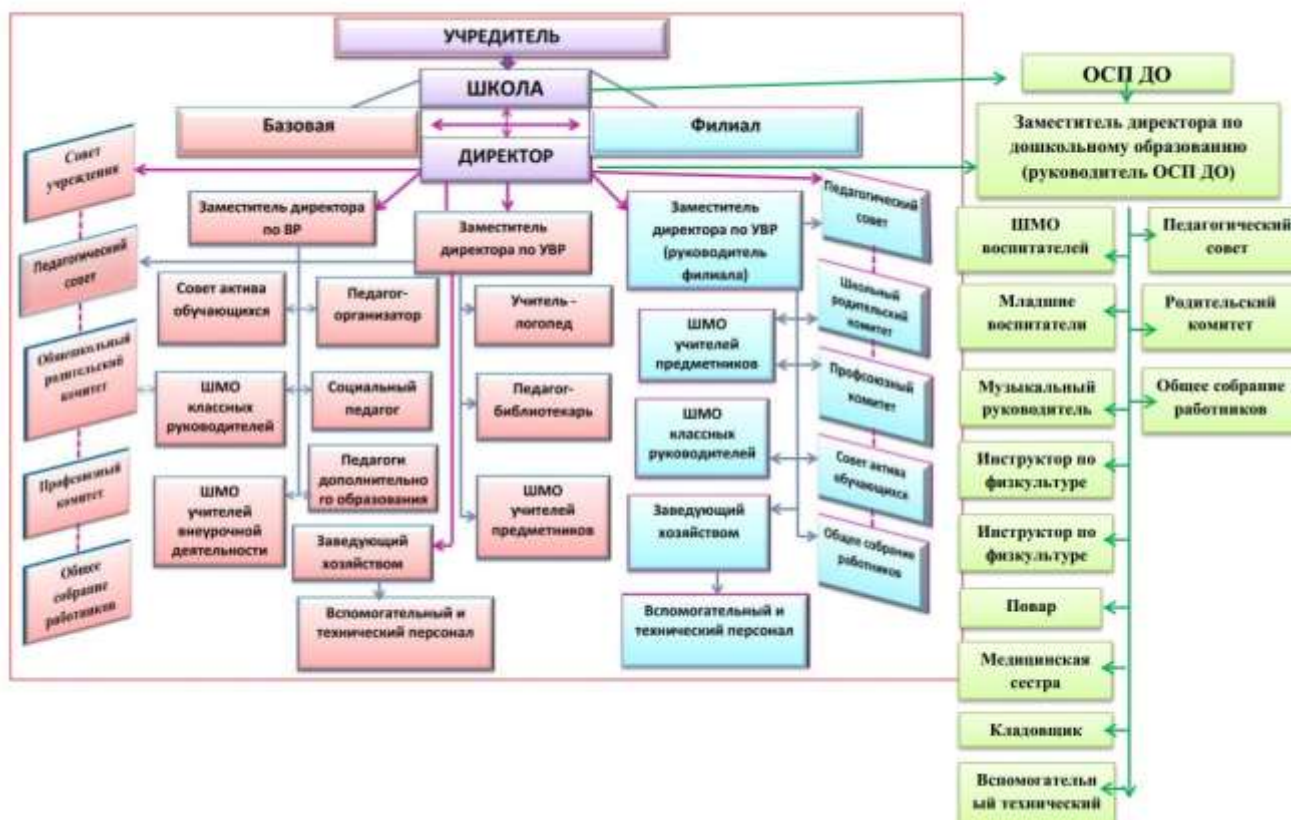 УЧРЕДИТЕЛЬ
ШКОЛА
Базовая
Филиал
ДИРЕКТОР
Совет
учреждения
Педагогический
совет
Общешкольный
родительский
комитет
Профсоюзный
комитет
Общее
собрание
работников
Заместитель директора
по ВР
Совет актива
обучающихся
Педагог-
организатор
ШМО
классных
руководителей
Социальный
педагог
Педагоги
дополнительно
го образования
ШМО
учителей
внеурочной
деятельности
Заместитель
директора по УВР
Учитель -
логопед
Педагог-
библиотекарь
ШМО
учителей
предметников
Заведующий
хозяйством
Вспомогательный и
технический персонал
Заместитель
директора по УВР
(руководитель
филиала)
ШМО
учителей
предметников
ШМО
классных
руководителей
Заведующий
хозяйством
Вспомогательный и
технический персонал
Педагогический
совет
Школьный
родительский
комитет
Профсоюзный
комитет
Совет актива
обучающихся
Общее собрание
работников
ОСП ДО
Заместитель директора по
дошкольному образованию
(руководитель ОСП ДО)
ШМО
воспитателей
Младшие
воспитатели
Музыкальный
руководитель
Инструктор по
физкультуре
Инструктор по
физкультуре
Повар
Медицинская
сестра
Кладовщик
Вспомогательн
ый технический
Педагогический
совет
Родительский
комитет
Общее собрание
работников